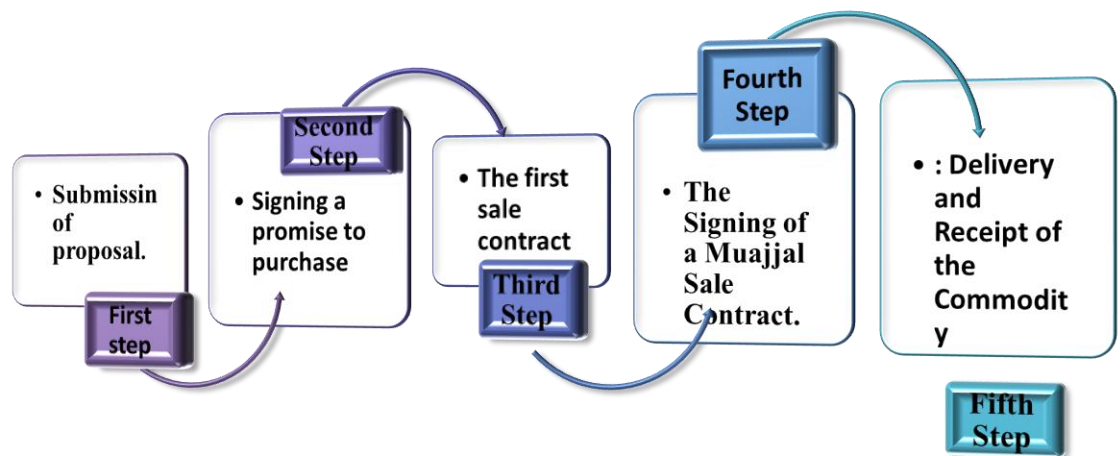 • Submissin
of
proposal.
First
step
Second
Step
• Signing a
promise to
purchase
• The first
sale
contract
Third
Step
Fourth
Step
• The
Signing of
a Muajjal
Sale
Contract.
• : Delivery
and
Receipt of
the
Commodit
y
Fifth
Step